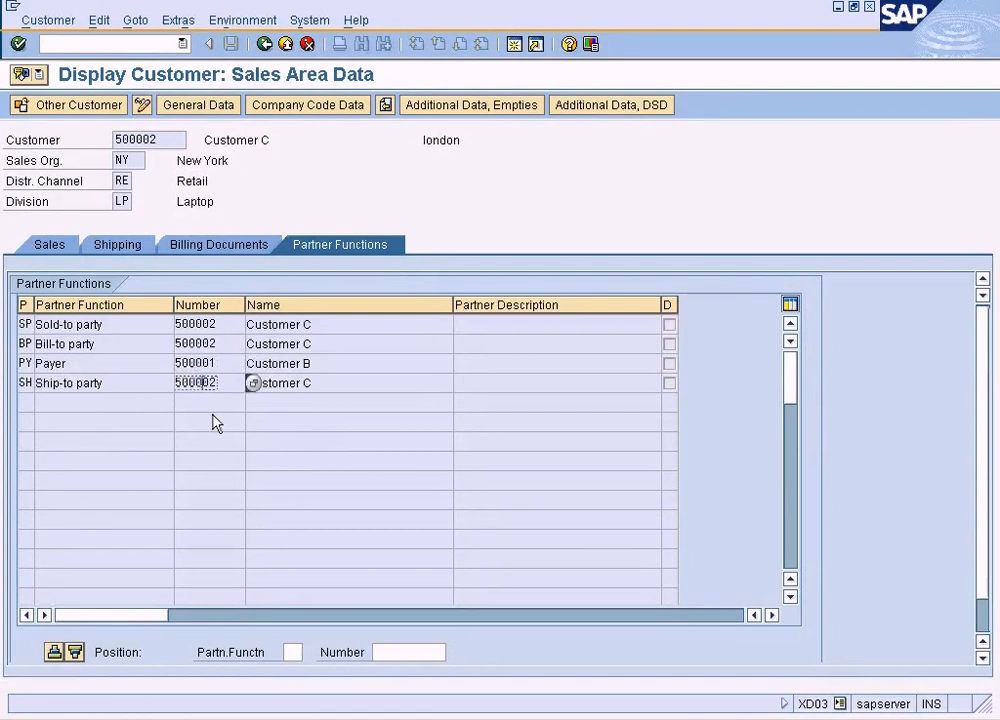 Customer Edit Goto Extras Environment System Help
SAP
Display Customer: Sales Area Data
Other Customer General Data Company Code Data Additional Data, Empties Additional Data, DSD
Customer 500002 Customer C london
Sales Org. NY New York
Distr. Channel RE Retail
Division LP Laptop
Sales Shipping Billing Documents Partner Functions
Partner Functions
P Partner Function Number Name Partner Description D
SP Sold-to party 500002 Customer C
BP Bill-to party 500002 Customer C
PY Payer 500001 Customer B
SH Ship-to party 500002 stomer C
Position: Partn.Functn Number
XD03 sapserver INS